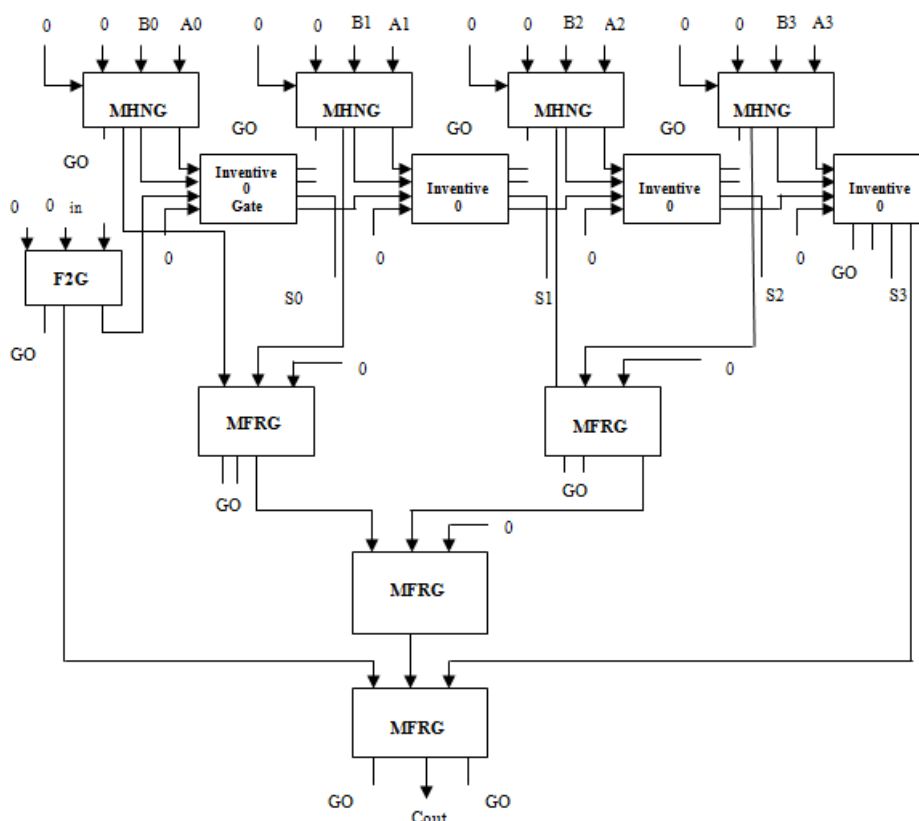 0 0 B0 A0 0 0 B1 A1 0 0 B2 A2 0 0 B3 A3
MHNG MHNG MHNG MHNG
GO GO GO
GO
Inventive
0
Gate
Inventive
0
Inventive
0
Inventive
0
0 0 in
0 0 0 0
F2G
GO
S0 S1 S2 S3
GO
0 0
MFRG MFRG
GO GO
0
MFRG
MFRG
GO GO
Cout